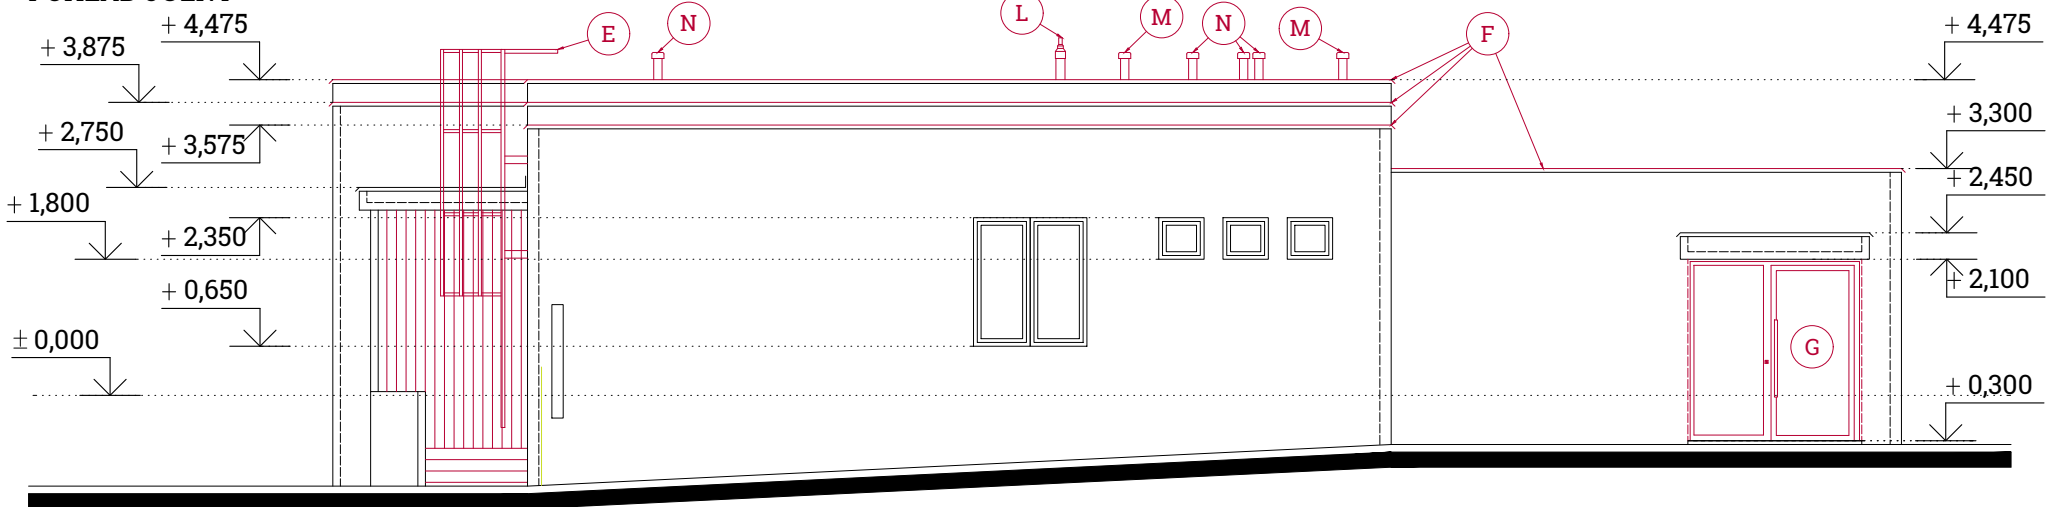 + 4,475
+ 3,875
+ 2,750
+ 3,575
+ 1,800
+ 2,350
+ 0,650
± 0,000
E
N
L
M
N
M
F
G
+ 4,475
+ 3,300
+ 2,450
+ 2,100
+ 0,300